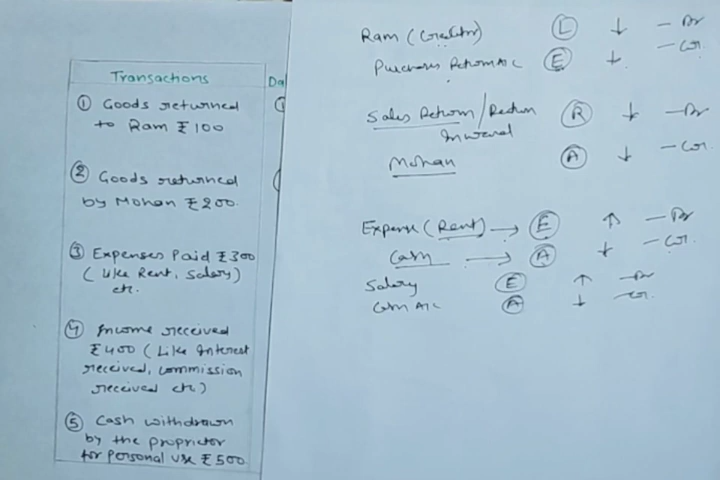 Transactions
Da
① Goods returned
to Ram ₹100
② Goods returned
by Mohan ₹200
③ Expenses Paid ₹300
(Like Rent, Salary)
etc.
④ Income received
₹400 (Like Interest
received, commission
received etc)
⑤ Cash withdrawn
by the proprietor
for personal use ₹500
Ram (Creditor) Ⓛ ↓ — Dr
Purchases Return A/c Ⓔ ↓ — Cr.
Sales Return / Return Ⓡ ↓ — Dr
Inward
Mohan Ⓐ ↓ — Cr.
Expense (Rent) → Ⓔ ↑ — Dr
Cash → Ⓐ ↓ — Cr.
Salary Ⓔ ↑ — Dr
Cash A/c Ⓐ ↓ — Cr.